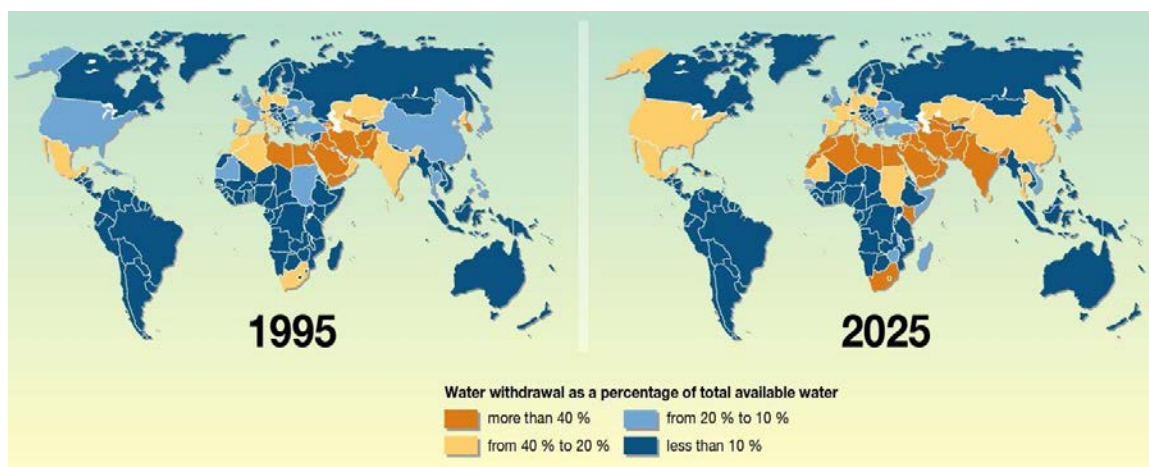 1995
2025
Water withdrawal as a percentage of total available water
more than 40 %
from 20 % to 10 %
from 40 % to 20 %
less than 10 %